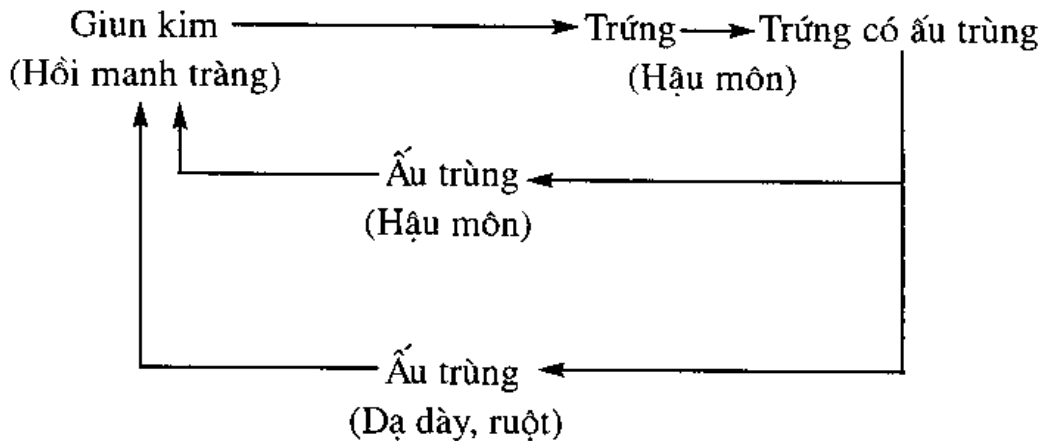 Giun kim Trứng Trứng có ấu trùng
(Hồi manh tràng) (Hậu môn)
Ấu trùng
(Hậu môn)
Ấu trùng
(Dạ dày, ruột)